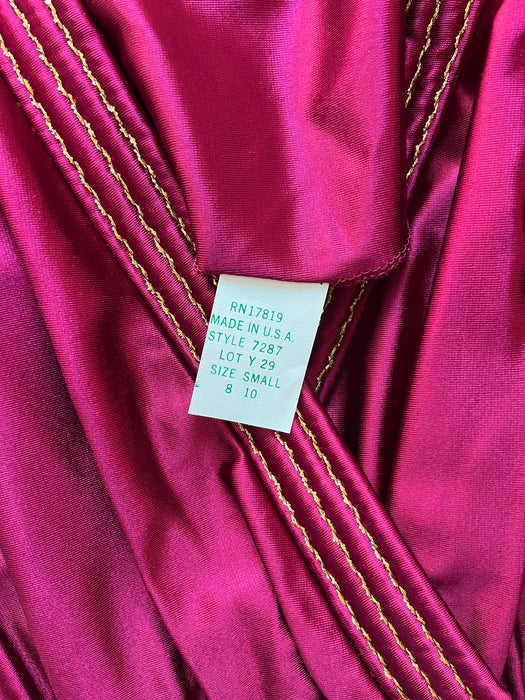 RN17819
MADE IN U.S.A.
STYLE 7287
LOT Y 29
SIZE SMALL
8 10